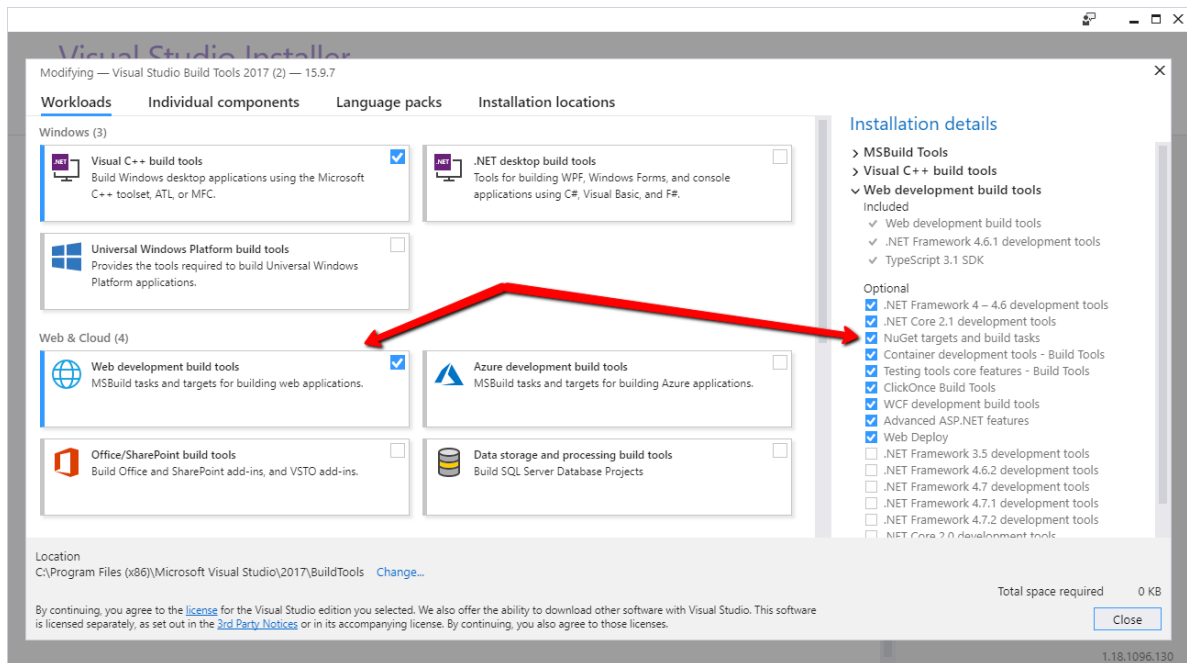 Visual Studio Installer
Modifying — Visual Studio Build Tools 2017 (2) — 15.9.7
Workloads
Individual components
Language packs
Installation locations
Windows (3)
.NET
Visual C++ build tools
Build Windows desktop applications using the Microsoft
C++ toolset, ATL, or MFC.
.NET
.NET desktop build tools
Tools for building WPF, Windows Forms, and console
applications using C#, Visual Basic, and F#.
Universal Windows Platform build tools
Provides the tools required to build Universal Windows
Platform applications.
Web & Cloud (4)
Web development build tools
MSBuild tasks and targets for building web applications.
Azure development build tools
MSBuild tasks and targets for building Azure applications.
Office/SharePoint build tools
Build Office and SharePoint add-ins, and VSTO add-ins.
Data storage and processing build tools
Build SQL Server Database Projects
Installation details
MSBuild Tools
Visual C++ build tools
Web development build tools
Included
Web development build tools
.NET Framework 4.6.1 development tools
TypeScript 3.1 SDK
Optional
.NET Framework 4 – 4.6 development tools
.NET Core 2.1 development tools
NuGet targets and build tasks
Container development tools - Build Tools
Testing tools core features - Build Tools
ClickOnce Build Tools
WCF development build tools
Advanced ASP.NET features
Web Deploy
.NET Framework 3.5 development tools
.NET Framework 4.6.2 development tools
.NET Framework 4.7 development tools
.NET Framework 4.7.1 development tools
.NET Framework 4.7.2 development tools
.NET Core 2.0 development tools
Location
C:\Program Files (x86)\Microsoft Visual Studio\2017\BuildTools Change...
Total space required 0 KB
By continuing, you agree to the license for the Visual Studio edition you selected. We also offer the ability to download other software with Visual Studio. This software
is licensed separately, as set out in the 3rd Party Notices or in its accompanying license. By continuing, you also agree to those licenses.
Close
1.18.1096.130